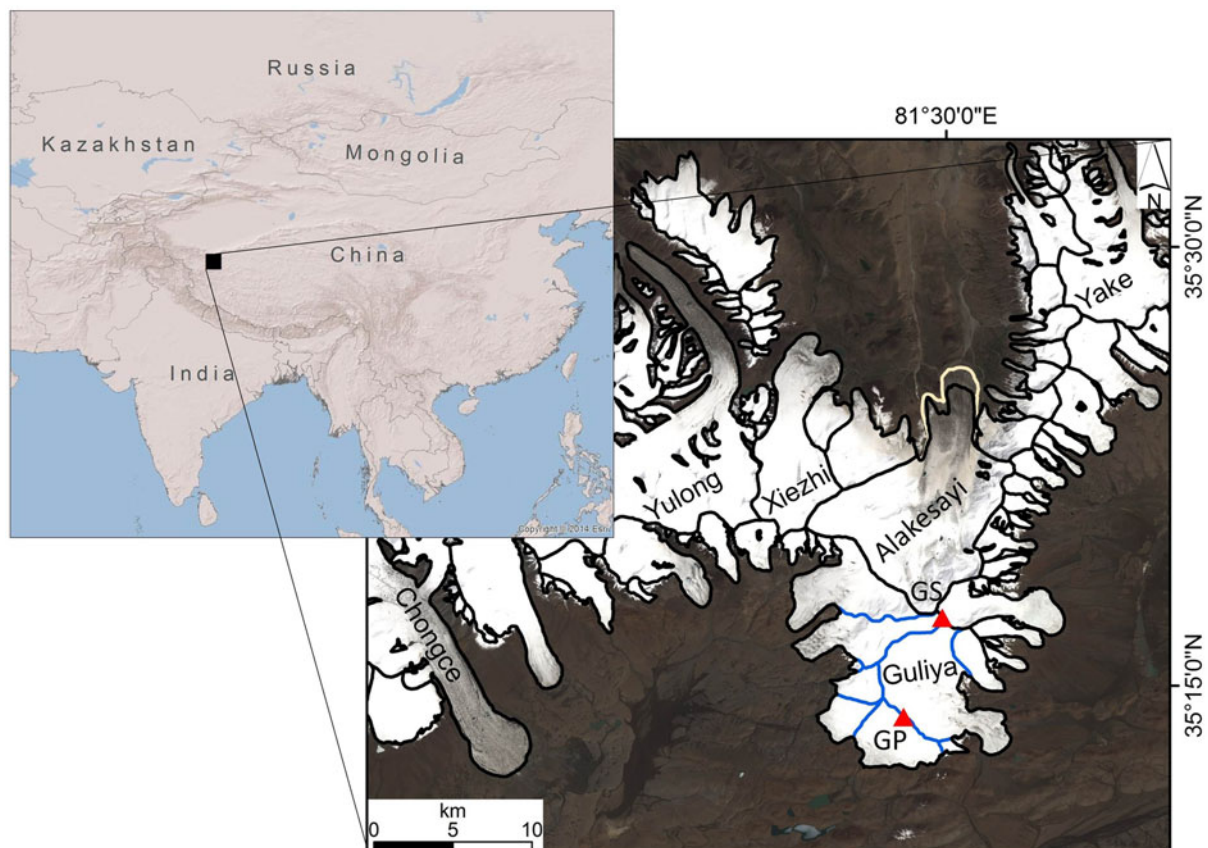 Russia
Kazakhstan
Mongolia
China
India
Copyright © 2014 Esri
81°30'0"E
N
35°30'0"N
Yake
Yulong
Xiezhi
Alakesayi
GS
Chongce
Guliya
35°15'0"N
GP
km
0 5 10